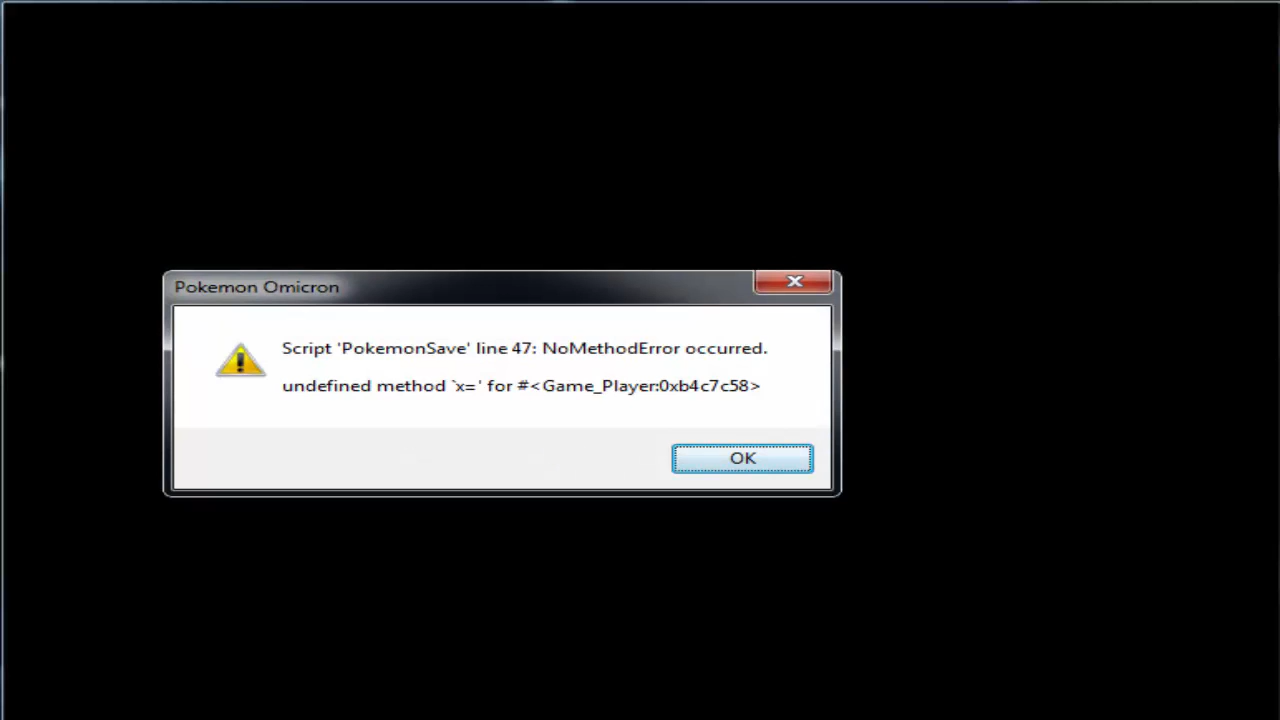 Pokemon Omicron
Script 'PokemonSave' line 47: NoMethodError occurred.
undefined method `x=' for #<Game_Player:0xb4c7c58>
OK